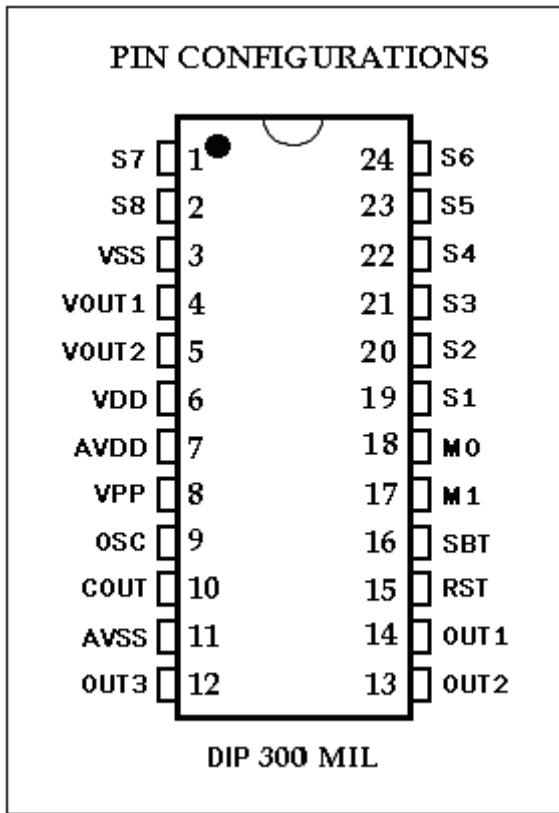 PIN CONFIGURATIONS
S7 1 24 S6
S8 2 23 S5
VSS 3 22 S4
VOUT1 4 21 S3
VOUT2 5 20 S2
VDD 6 19 S1
AVDD 7 18 M0
VPP 8 17 M1
OSC 9 16 SBT
COUT 10 15 RST
AVSS 11 14 OUT1
OUT3 12 13 OUT2
DIP 300 MIL